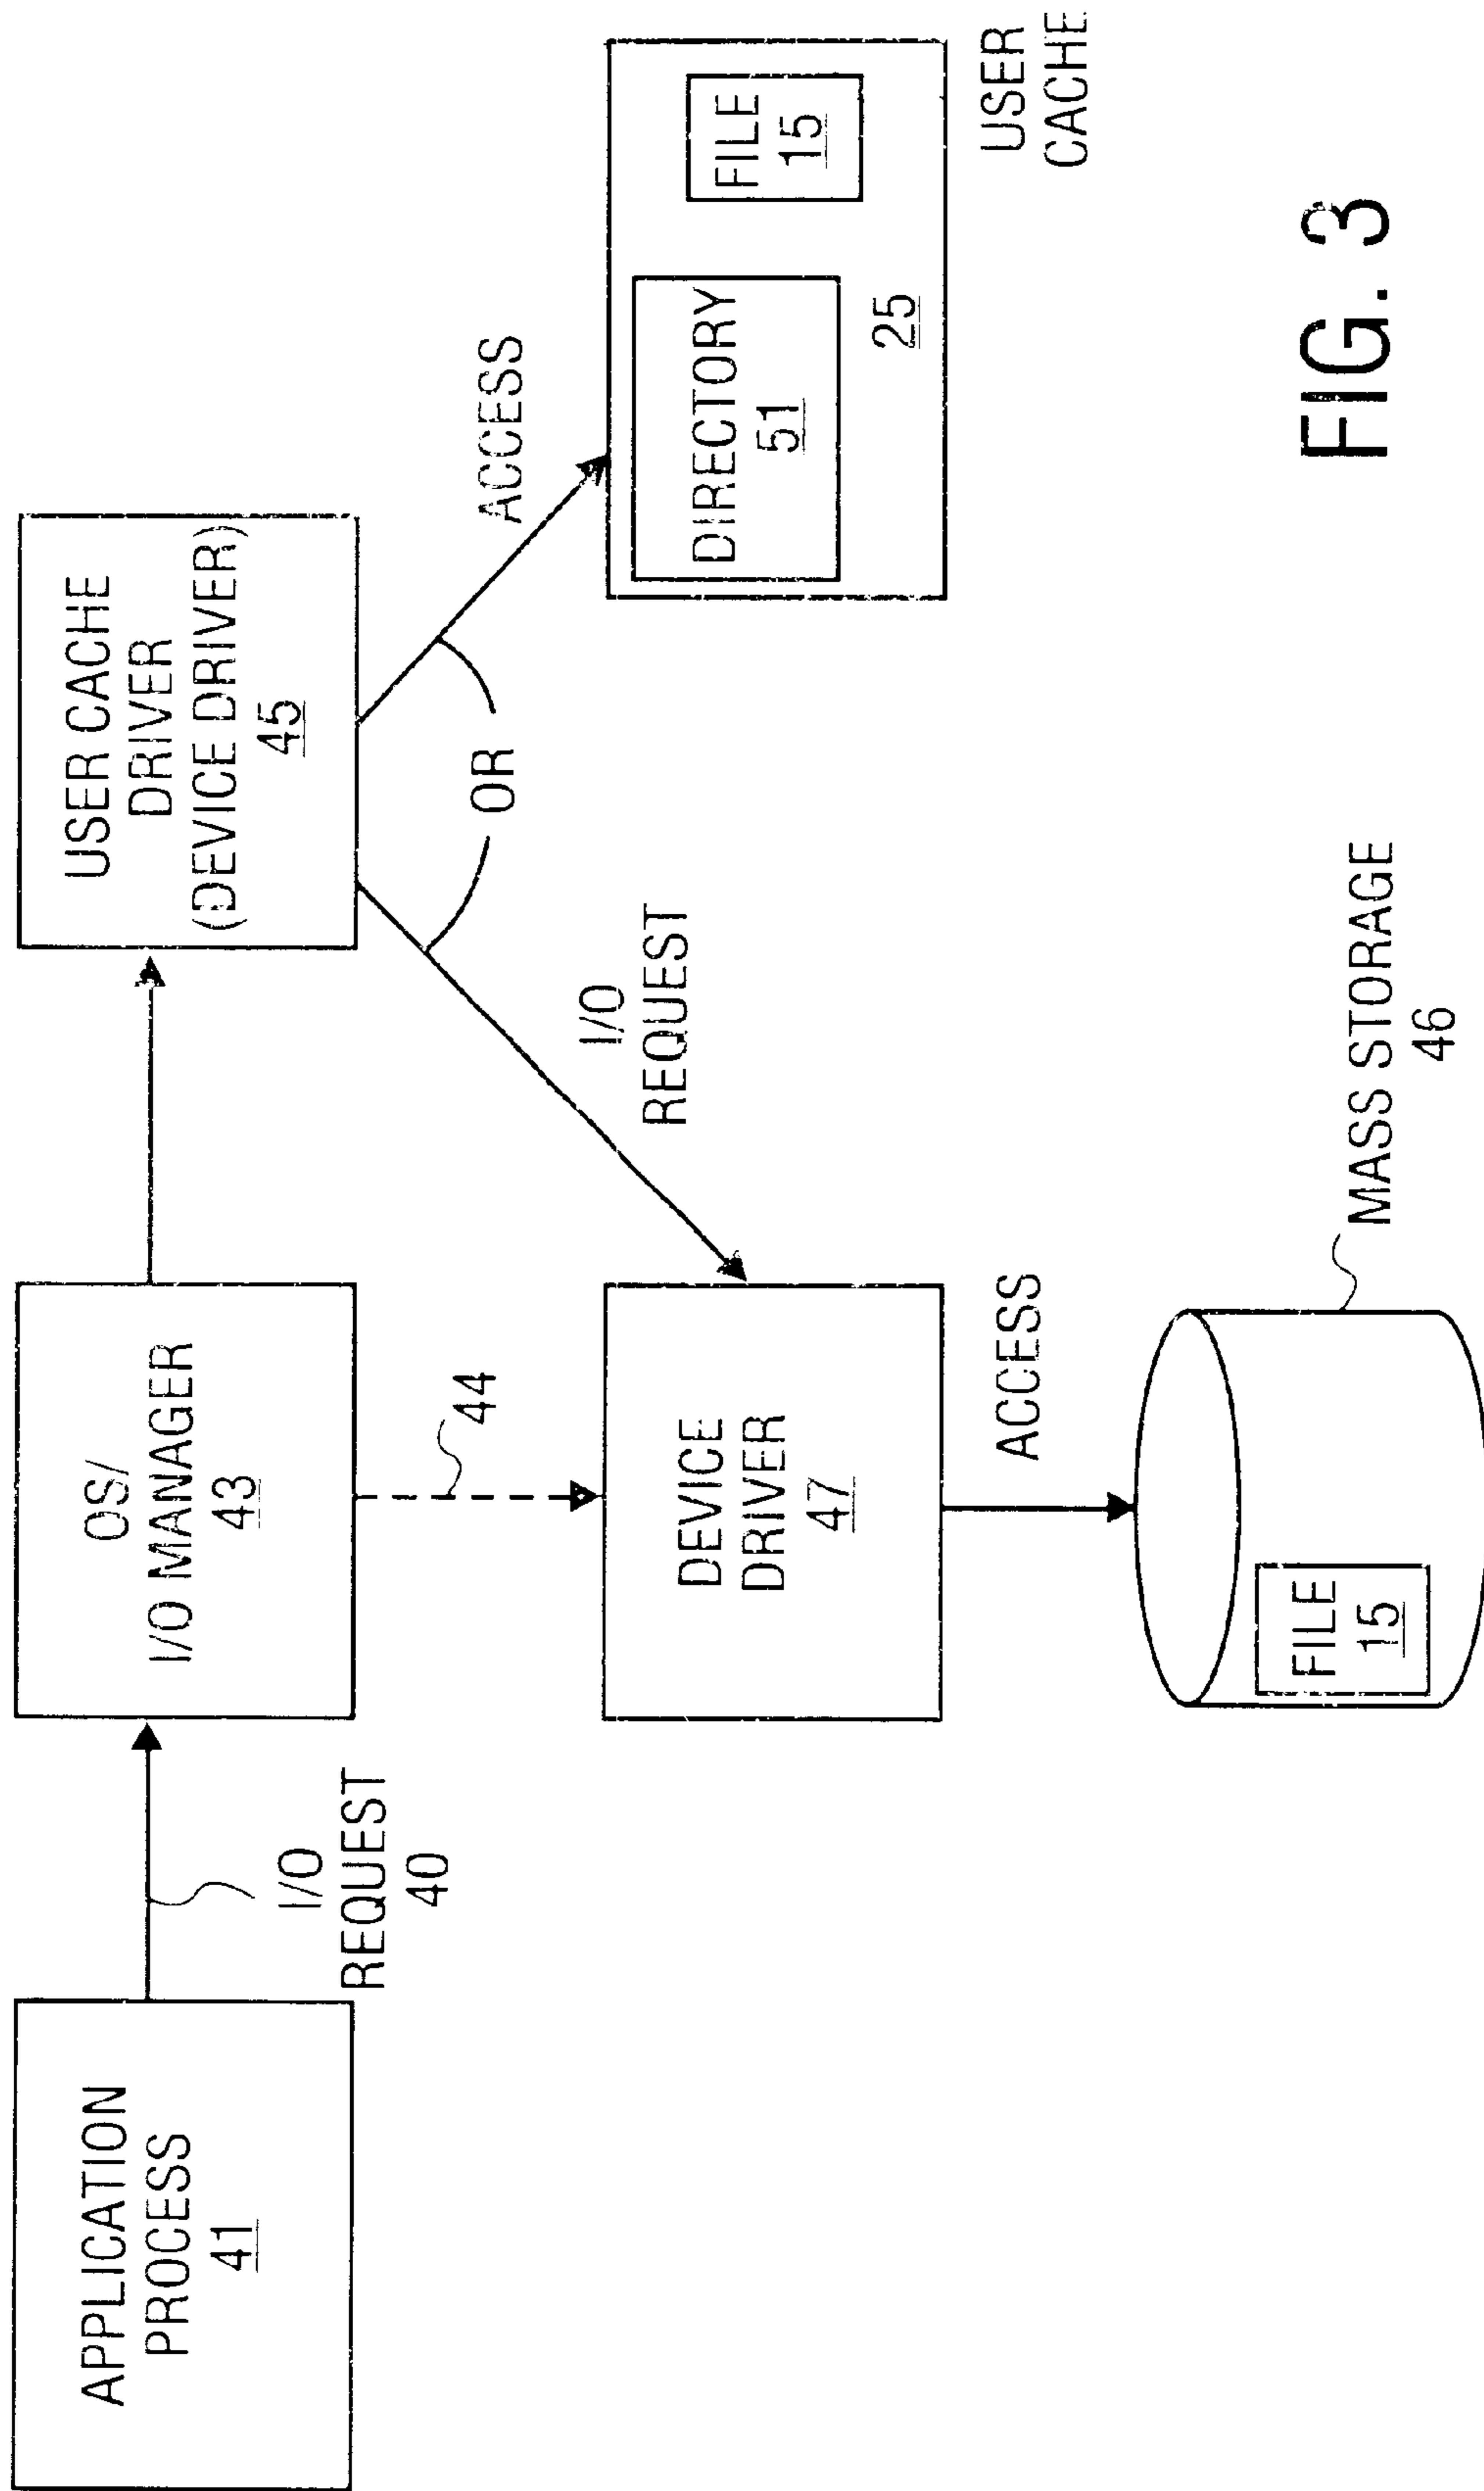 APPLICATION
PROCESS
41
I/O
REQUEST
40
OS/
I/O MANAGER
43
USER CACHE
DRIVER
(DEVICE DRIVER)
45
44
I/O
REQUEST
OR
ACCESS
DEVICE
DRIVER
47
DIRECTORY
51
FILE
15
25
USER
CACHE
ACCESS
FILE
15
MASS STORAGE
46
FIG. 3